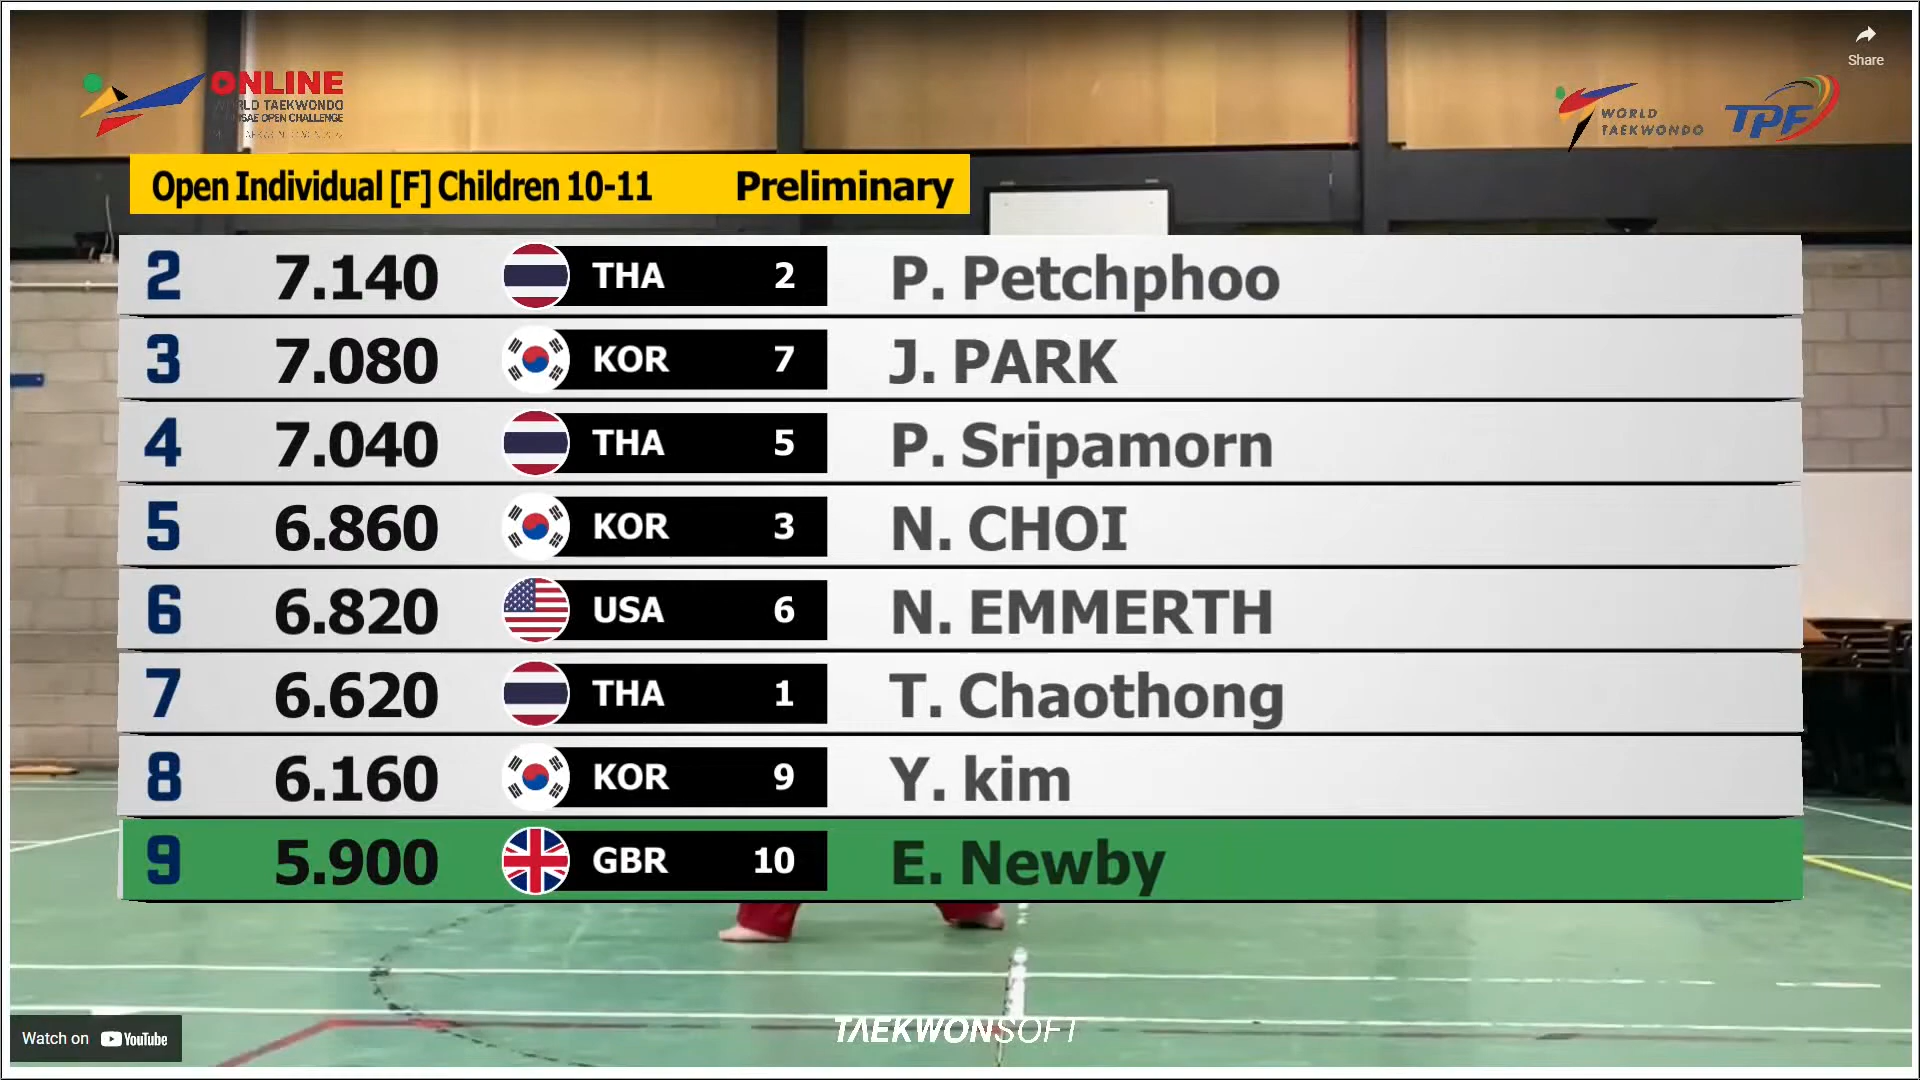 Share
ONLINE
WORLD TAEKWONDO
OPEN CHALLENGE
WORLD
TAEKWONDO
TPF
Open Individual [F] Children 10-11 Preliminary
2 7.140 THA 2 P. Petchphoo
3 7.080 KOR 7 J. PARK
4 7.040 THA 5 P. Sripamorn
5 6.860 KOR 3 N. CHOI
6 6.820 USA 6 N. EMMERTH
7 6.620 THA 1 T. Chaothong
8 6.160 KOR 9 Y. kim
9 5.900 GBR 10 E. Newby
Watch on YouTube
TAEKWONSOFT